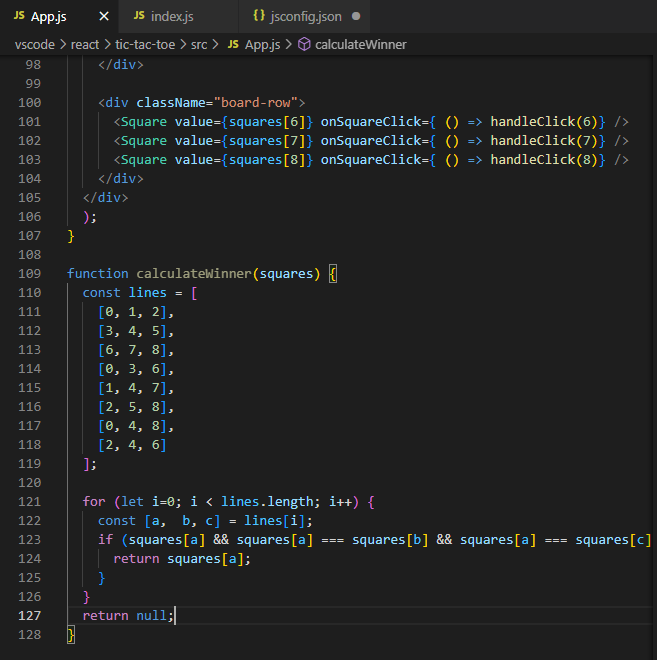 JS App.js × JS index.js {} jsconfig.json ●
vscode > react > tic-tac-toe > src > JS App.js > calculateWinner
98     </div>
99
100     <div className="board-row">
101       <Square value={squares[6]} onSquareClick={ () => handleClick(6)} />
102       <Square value={squares[7]} onSquareClick={ () => handleClick(7)} />
103       <Square value={squares[8]} onSquareClick={ () => handleClick(8)} />
104     </div>
105   </div>
106   );
107 }
108
109 function calculateWinner(squares) {
110   const lines = [
111     [0, 1, 2],
112     [3, 4, 5],
113     [6, 7, 8],
114     [0, 3, 6],
115     [1, 4, 7],
116     [2, 5, 8],
117     [0, 4, 8],
118     [2, 4, 6]
119   ];
120
121   for (let i=0; i < lines.length; i++) {
122     const [a,  b, c] = lines[i];
123     if (squares[a] && squares[a] === squares[b] && squares[a] === squares[c]
124       return squares[a];
125     }
126   }
127   return null;
128 }